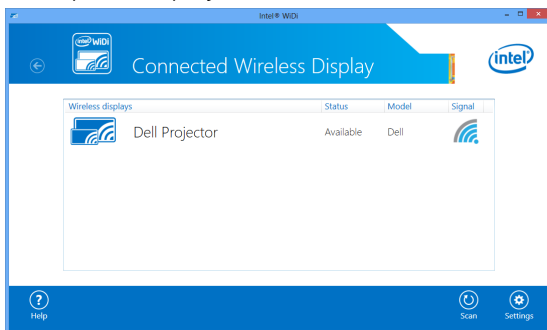 Intel® WiDi
intel WiDi
Connected Wireless Display
intel
Wireless displays Status Model Signal
Dell Projector Available Dell
? Help
Scan Settings